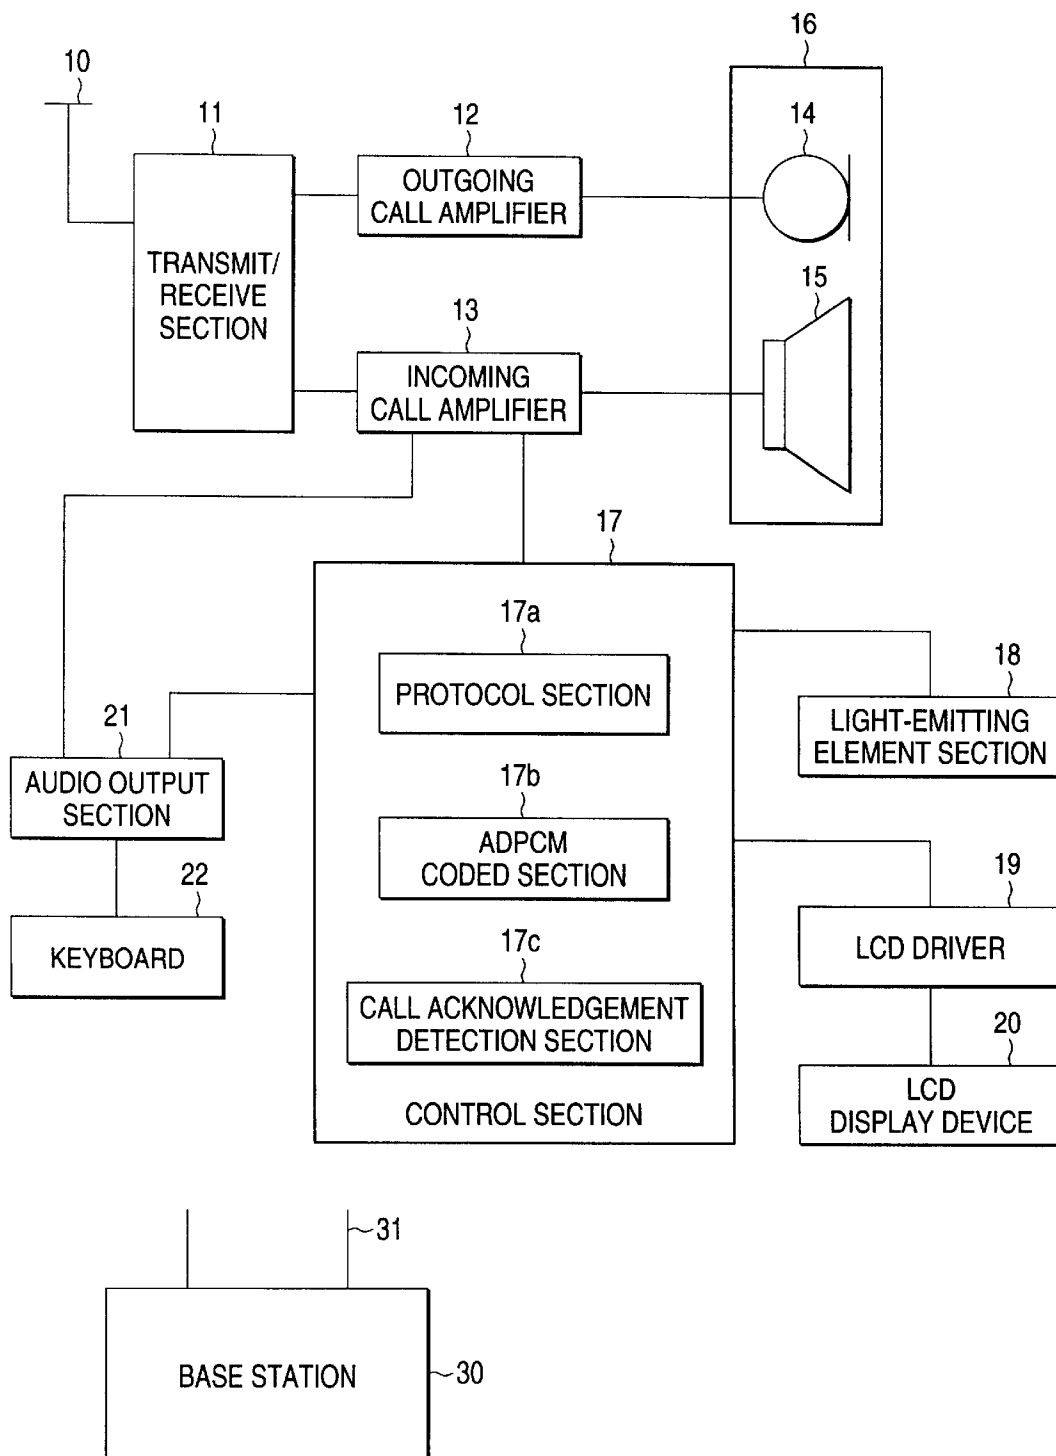 16
10
11
12
14
OUTGOING
CALL AMPLIFIER
TRANSMIT/
RECEIVE
SECTION
15
13
INCOMING
CALL AMPLIFIER
17
17a
PROTOCOL SECTION
18
LIGHT-EMITTING
ELEMENT SECTION
21
AUDIO OUTPUT
SECTION
17b
ADPCM
CODED SECTION
22
KEYBOARD
19
LCD DRIVER
17c
CALL ACKNOWLEDGEMENT
DETECTION SECTION
20
LCD
DISPLAY DEVICE
CONTROL SECTION
31
BASE STATION
30